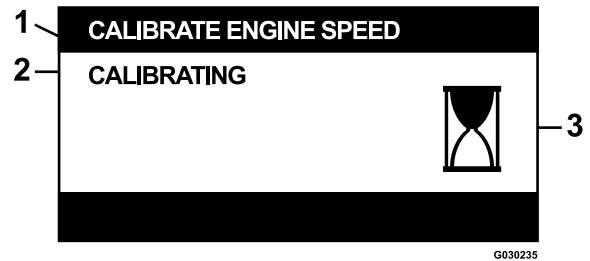 1
CALIBRATE ENGINE SPEED
2
CALIBRATING
3
G030235